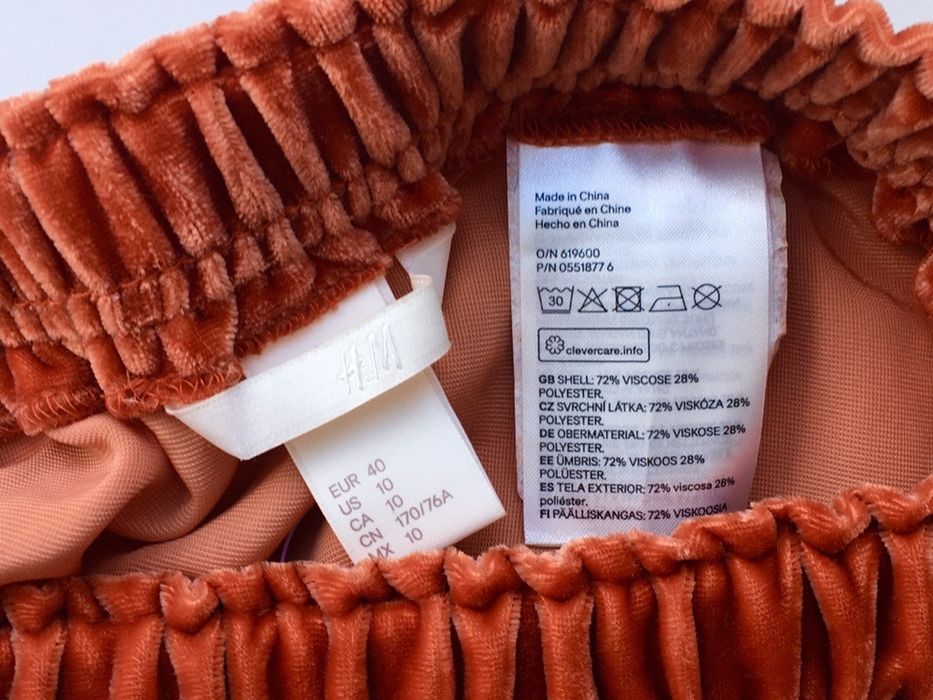 H&M
EUR 40
US 10
CA 10
CN 170/76A
MX 10
Made in China
Fabriqué en Chine
Hecho en China
O/N 619600
P/N 0551877 6
30
clevercare.info
GB SHELL: 72% VISCOSE 28%
POLYESTER.
CZ SVRCHNÍ LÁTKA: 72% VISKÓZA 28%
POLYESTER.
DE OBERMATERIAL: 72% VISKOSE 28%
POLYESTER.
EE ÜMBRIS: 72% VISKOOS 28%
POLÜESTER.
ES TELA EXTERIOR: 72% viscosa 28%
poliéster.
FI PÄÄLLISKANGAS: 72% VISKOOSIA